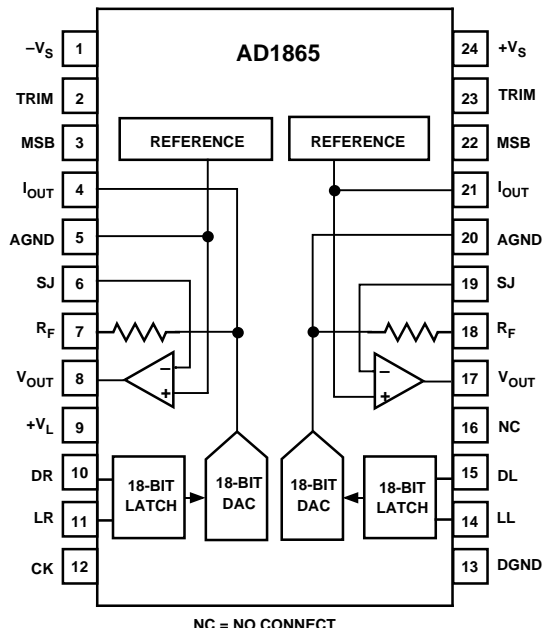 AD1865
–VS 1
TRIM 2
MSB 3
IOUT 4
AGND 5
SJ 6
RF 7
VOUT 8
+VL 9
DR 10
LR 11
CK 12
24 +VS
23 TRIM
22 MSB
21 IOUT
20 AGND
19 SJ
18 RF
17 VOUT
16 NC
15 DL
14 LL
13 DGND
REFERENCE
REFERENCE
–
+
–
+
18-BIT
LATCH
18-BIT
DAC
18-BIT
DAC
18-BIT
LATCH
NC = NO CONNECT